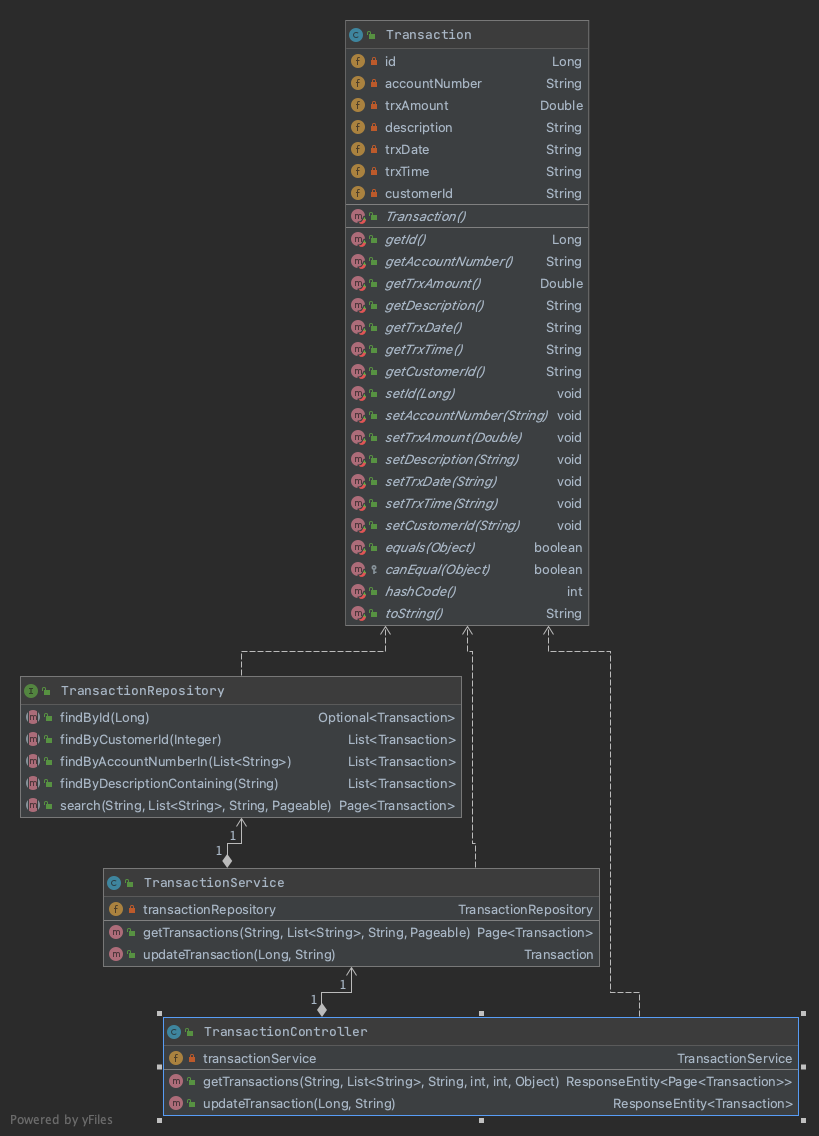 Transaction
id Long
accountNumber String
trxAmount Double
description String
trxDate String
trxTime String
customerId String
Transaction()
getId() Long
getAccountNumber() String
getTrxAmount() Double
getDescription() String
getTrxDate() String
getTrxTime() String
getCustomerId() String
setId(Long) void
setAccountNumber(String) void
setTrxAmount(Double) void
setDescription(String) void
setTrxDate(String) void
setTrxTime(String) void
setCustomerId(String) void
equals(Object) boolean
canEqual(Object) boolean
hashCode() int
toString() String
TransactionRepository
findById(Long) Optional<Transaction>
findByCustomerId(Integer) List<Transaction>
findByAccountNumberIn(List<String>) List<Transaction>
findByDescriptionContaining(String) List<Transaction>
search(String, List<String>, String, Pageable) Page<Transaction>
1
1
TransactionService
transactionRepository TransactionRepository
getTransactions(String, List<String>, String, Pageable) Page<Transaction>
updateTransaction(Long, String) Transaction
1
1
TransactionController
transactionService TransactionService
getTransactions(String, List<String>, String, int, int, Object) ResponseEntity<Page<Transaction>>
updateTransaction(Long, String) ResponseEntity<Transaction>
Powered by yFiles